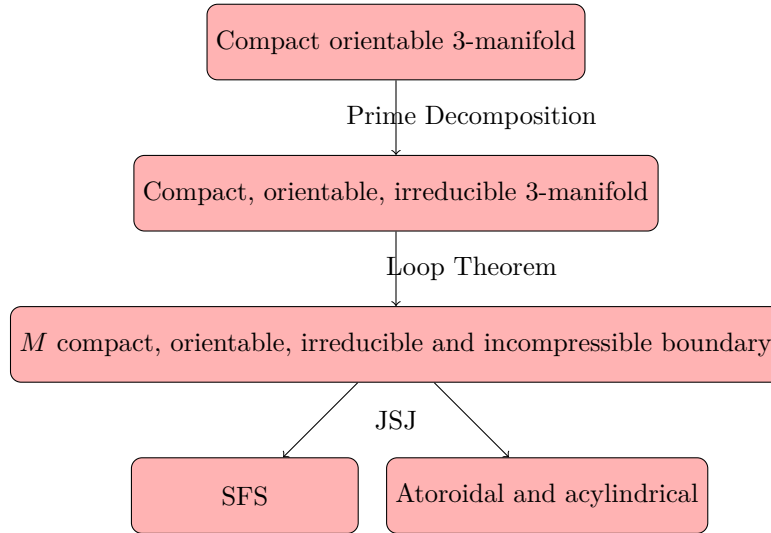 Compact orientable 3-manifold
Prime Decomposition
Compact, orientable, irreducible 3-manifold
Loop Theorem
M compact, orientable, irreducible and incompressible boundary
JSJ
SFS
Atoroidal and acylindrical